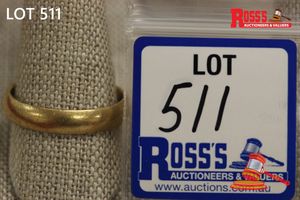 LOT 511
ROSS'S
AUCTIONEERS & VALUERS
LOT
511
ROSS'S
AUCTIONEERS & VALUERS
www.auctions.com.au